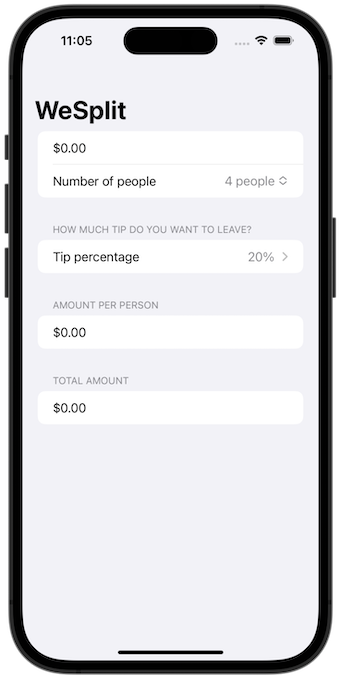 11:05
WeSplit
$0.00
Number of people 4 people
HOW MUCH TIP DO YOU WANT TO LEAVE?
Tip percentage 20%
AMOUNT PER PERSON
$0.00
TOTAL AMOUNT
$0.00